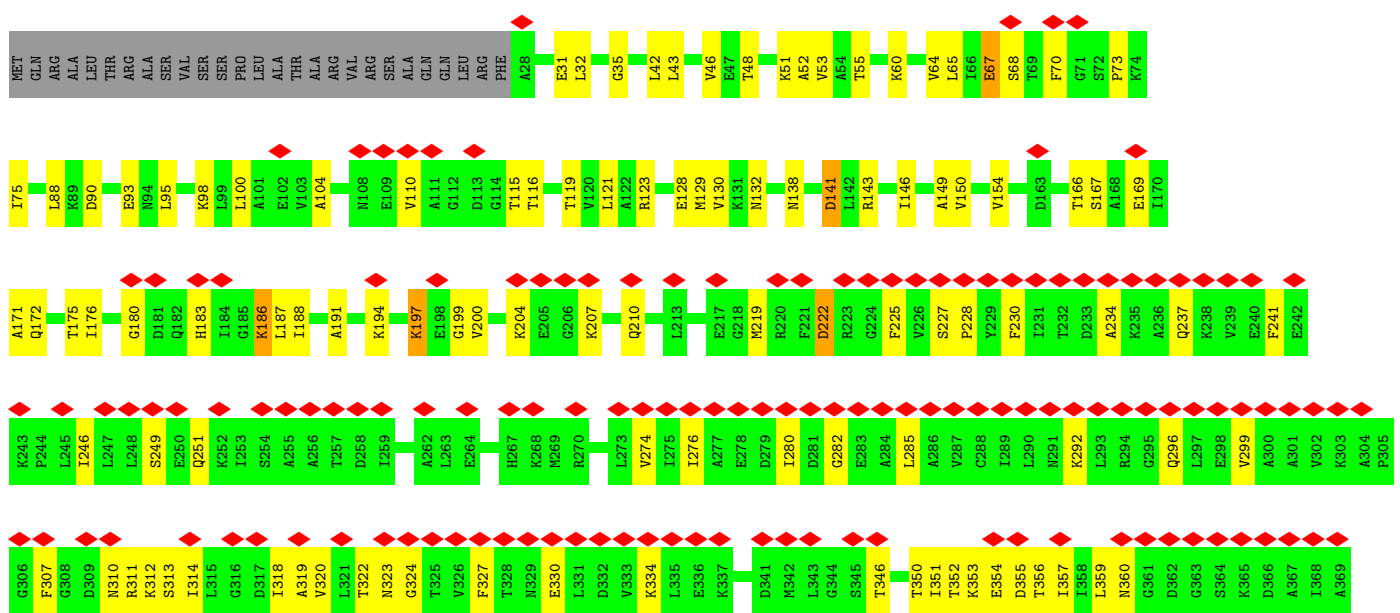 MET GLN ARG ALA LEU THR ARG ALA SER VAL SER SER PRO LEU ALA THR ALA ARG VAL ARG SER ALA GLN GLN LEU ARG PHE A28 E31 L32 G35 L42 L43 V46 E47 T48 K51 A52 V53 A54 T55 K60 V64 L65 I66 E67 S68 T69 F70 G71 S72 P73 K74
I75 L88 K89 D90 E93 N94 L95 K98 L99 L100 A101 E102 V103 A104 N108 E109 V110 A111 G112 D113 G114 T115 T116 T119 V120 L121 A122 R123 E128 M129 V130 K131 N132 N138 D141 L142 R143 I146 A149 V150 V154 D163 T166 S167 A168 E169 I170
A171 Q172 T175 I176 G180 D181 Q182 H183 I184 G185 K186 L187 I188 A191 K194 K197 E198 G199 V200 K204 E205 G206 K207 Q210 L213 E217 G218 M219 R220 F221 D222 R223 G224 F225 V226 S227 P228 Y229 F230 I231 T232 D233 A234 K235 A236 Q237 K238 V239 E240 F241 E242
K243 P244 L245 I246 L247 L248 S249 E250 Q251 K252 I253 S254 A255 A256 T257 D258 I259 A262 L263 E264 H267 K268 M269 R270 L273 V274 I275 I276 A277 E278 D279 I280 D281 G282 E283 A284 L285 A286 V287 C288 I289 L290 N291 K292 L293 R294 G295 Q296 L297 E298 V299 A300 A301 V302 K303 A304 P305
G306 F307 G308 D309 N310 R311 K312 S313 I314 L315 G316 D317 I318 A319 V320 L321 T322 N323 G324 T325 V326 F327 T328 N329 E330 L331 D332 V333 K334 L335 E336 K337 D341 M342 L343 G344 S345 T346 T350 I351 T352 K353 E354 D355 T356 I357 I358 L359 N360 G361 D362 G363 S364 K365 D366 A367 I368 A369